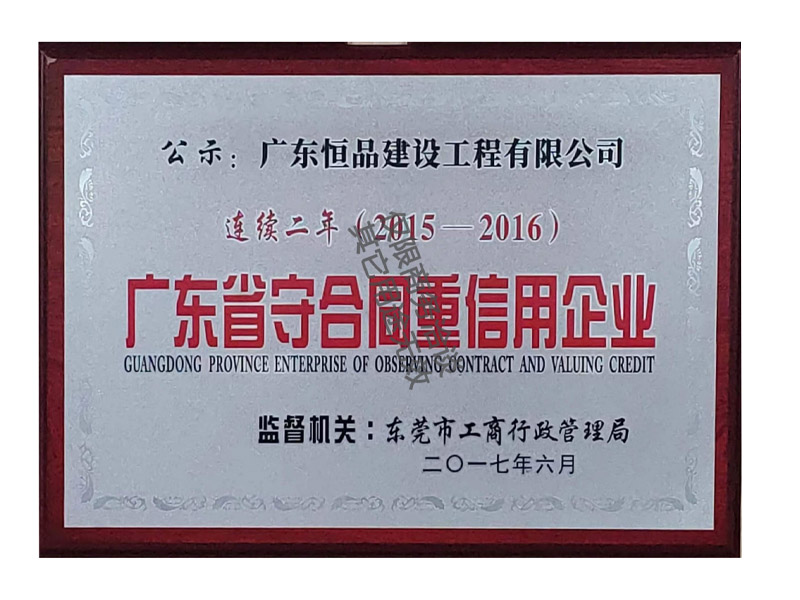 公示：广东恒品建设工程有限公司
连续二年（2015—2016）
广东省守合同重信用企业
GUANGDONG PROVINCE ENTERPRISE OF OBSERVING CONTRACT AND VALUING CREDIT
监督机关：东莞市工商行政管理局
二〇一七年六月